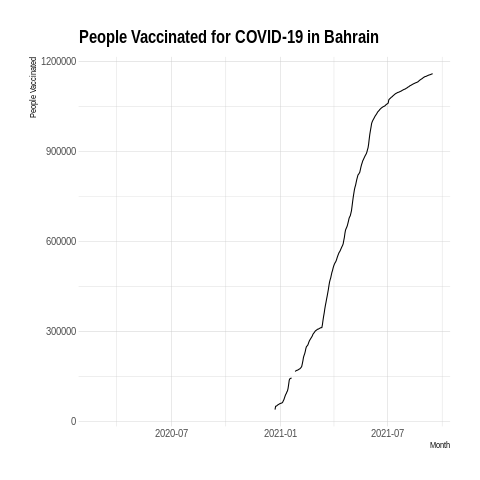 People Vaccinated for COVID-19 in Bahrain
People Vaccinated
1200000
900000
600000
300000
0
2020-07 2021-01 2021-07
Month